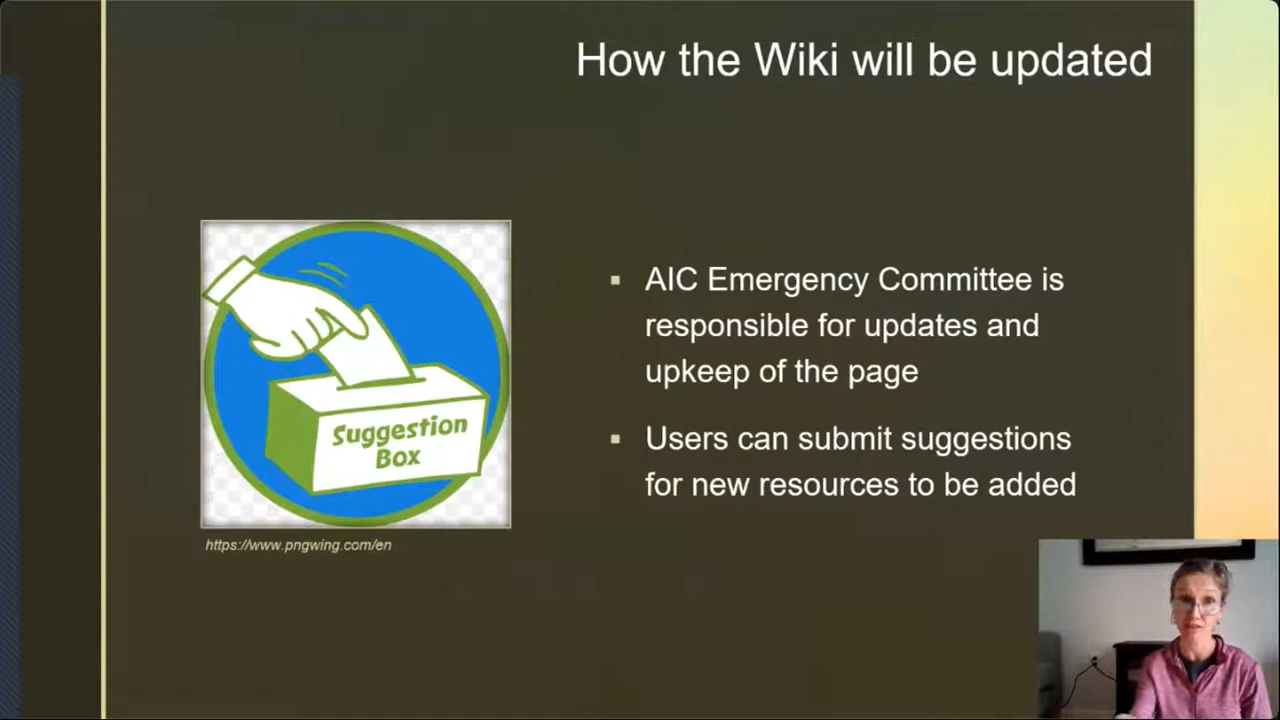 How the Wiki will be updated
Suggestion
Box
https://www.pngwing.com/en
▪ AIC Emergency Committee is
responsible for updates and
upkeep of the page
▪ Users can submit suggestions
for new resources to be added